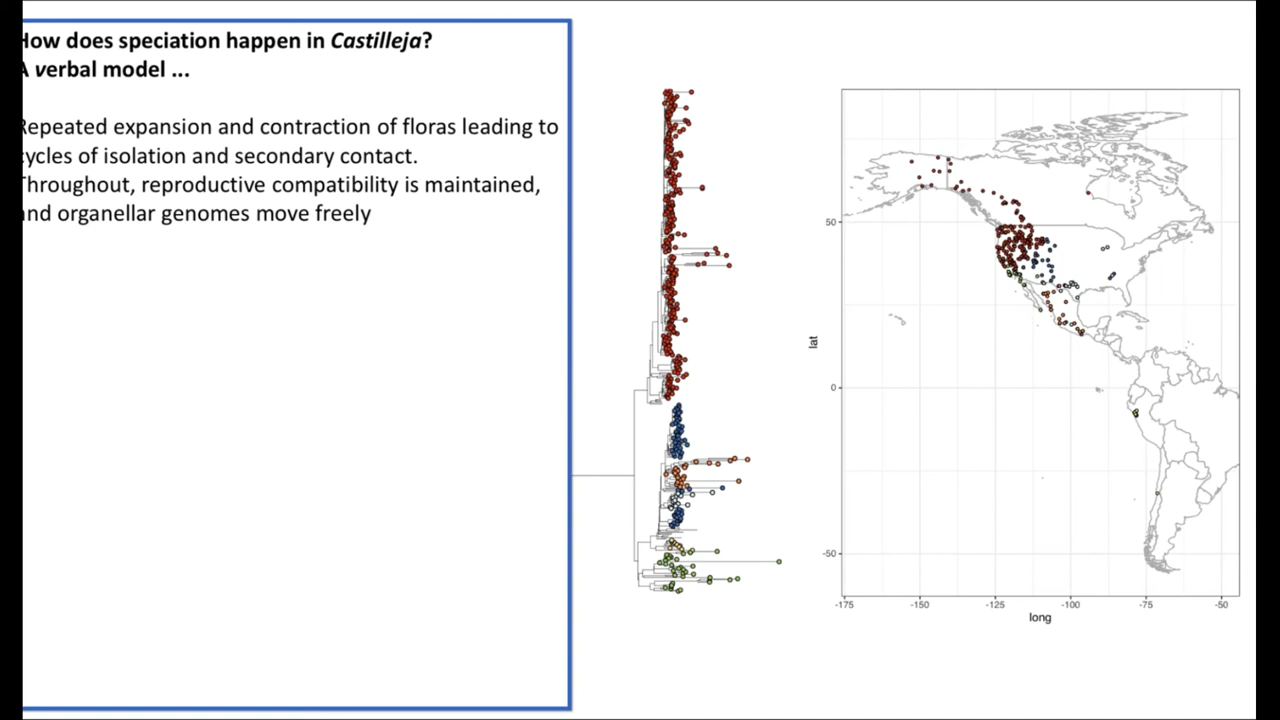 How does speciation happen in Castilleja?
A verbal model ...
Repeated expansion and contraction of floras leading to
cycles of isolation and secondary contact.
Throughout, reproductive compatibility is maintained,
and organellar genomes move freely
50
0
-50
lat
-175 -150 -125 -100 -75 -50
long